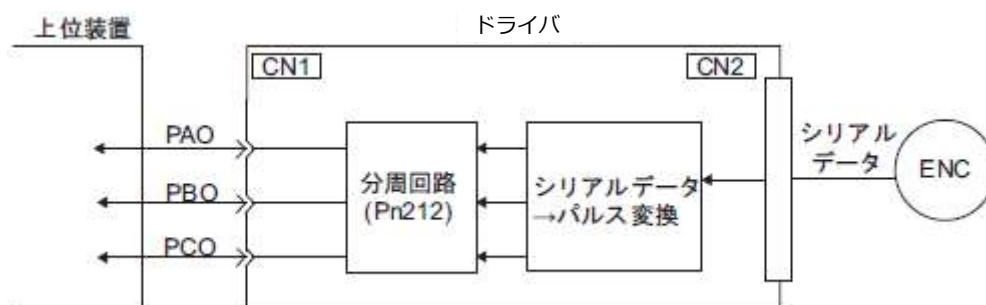 上位装置
ドライバ
CN1
CN2
PAO
PBO
PCO
分周回路
(Pn212)
シリアルデータ
→パルス変換
シリアル
データ
ENC